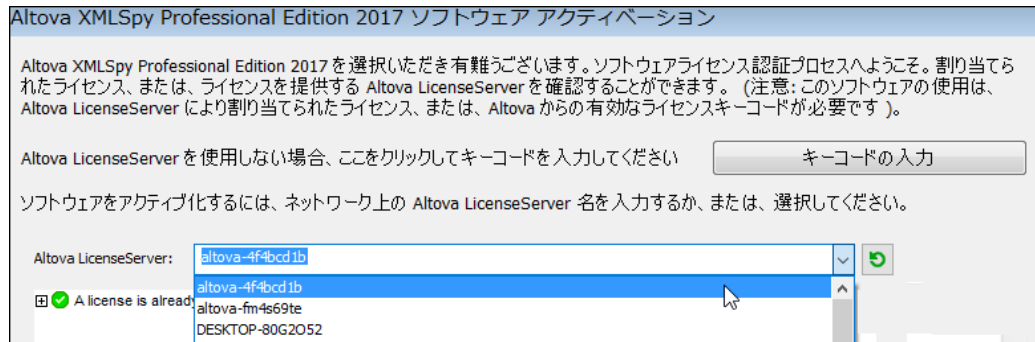 Altova XMLSpy Professional Edition 2017 ソフトウェア アクティベーション
Altova XMLSpy Professional Edition 2017 を選択いただき有難うございます。ソフトウェアライセンス認証プロセスへようこそ。割り当てら
れたライセンス、または、ライセンスを提供する Altova LicenseServer を確認することができます。 (注意: このソフトウェアの使用は、
Altova LicenseServer により割り当てられたライセンス、または、Altova からの有効なライセンスキーコードが必要です )。
Altova LicenseServer を使用しない場合、ここをクリックしてキーコードを入力してください キーコードの入力
ソフトウェアをアクティブ化するには、ネットワーク上の Altova LicenseServer 名を入力するか、または、選択してください。
Altova LicenseServer: altova-4f4bcd1b
altova-4f4bcd1b
A license is already
altova-fm4s69te
DESKTOP-80G2O52